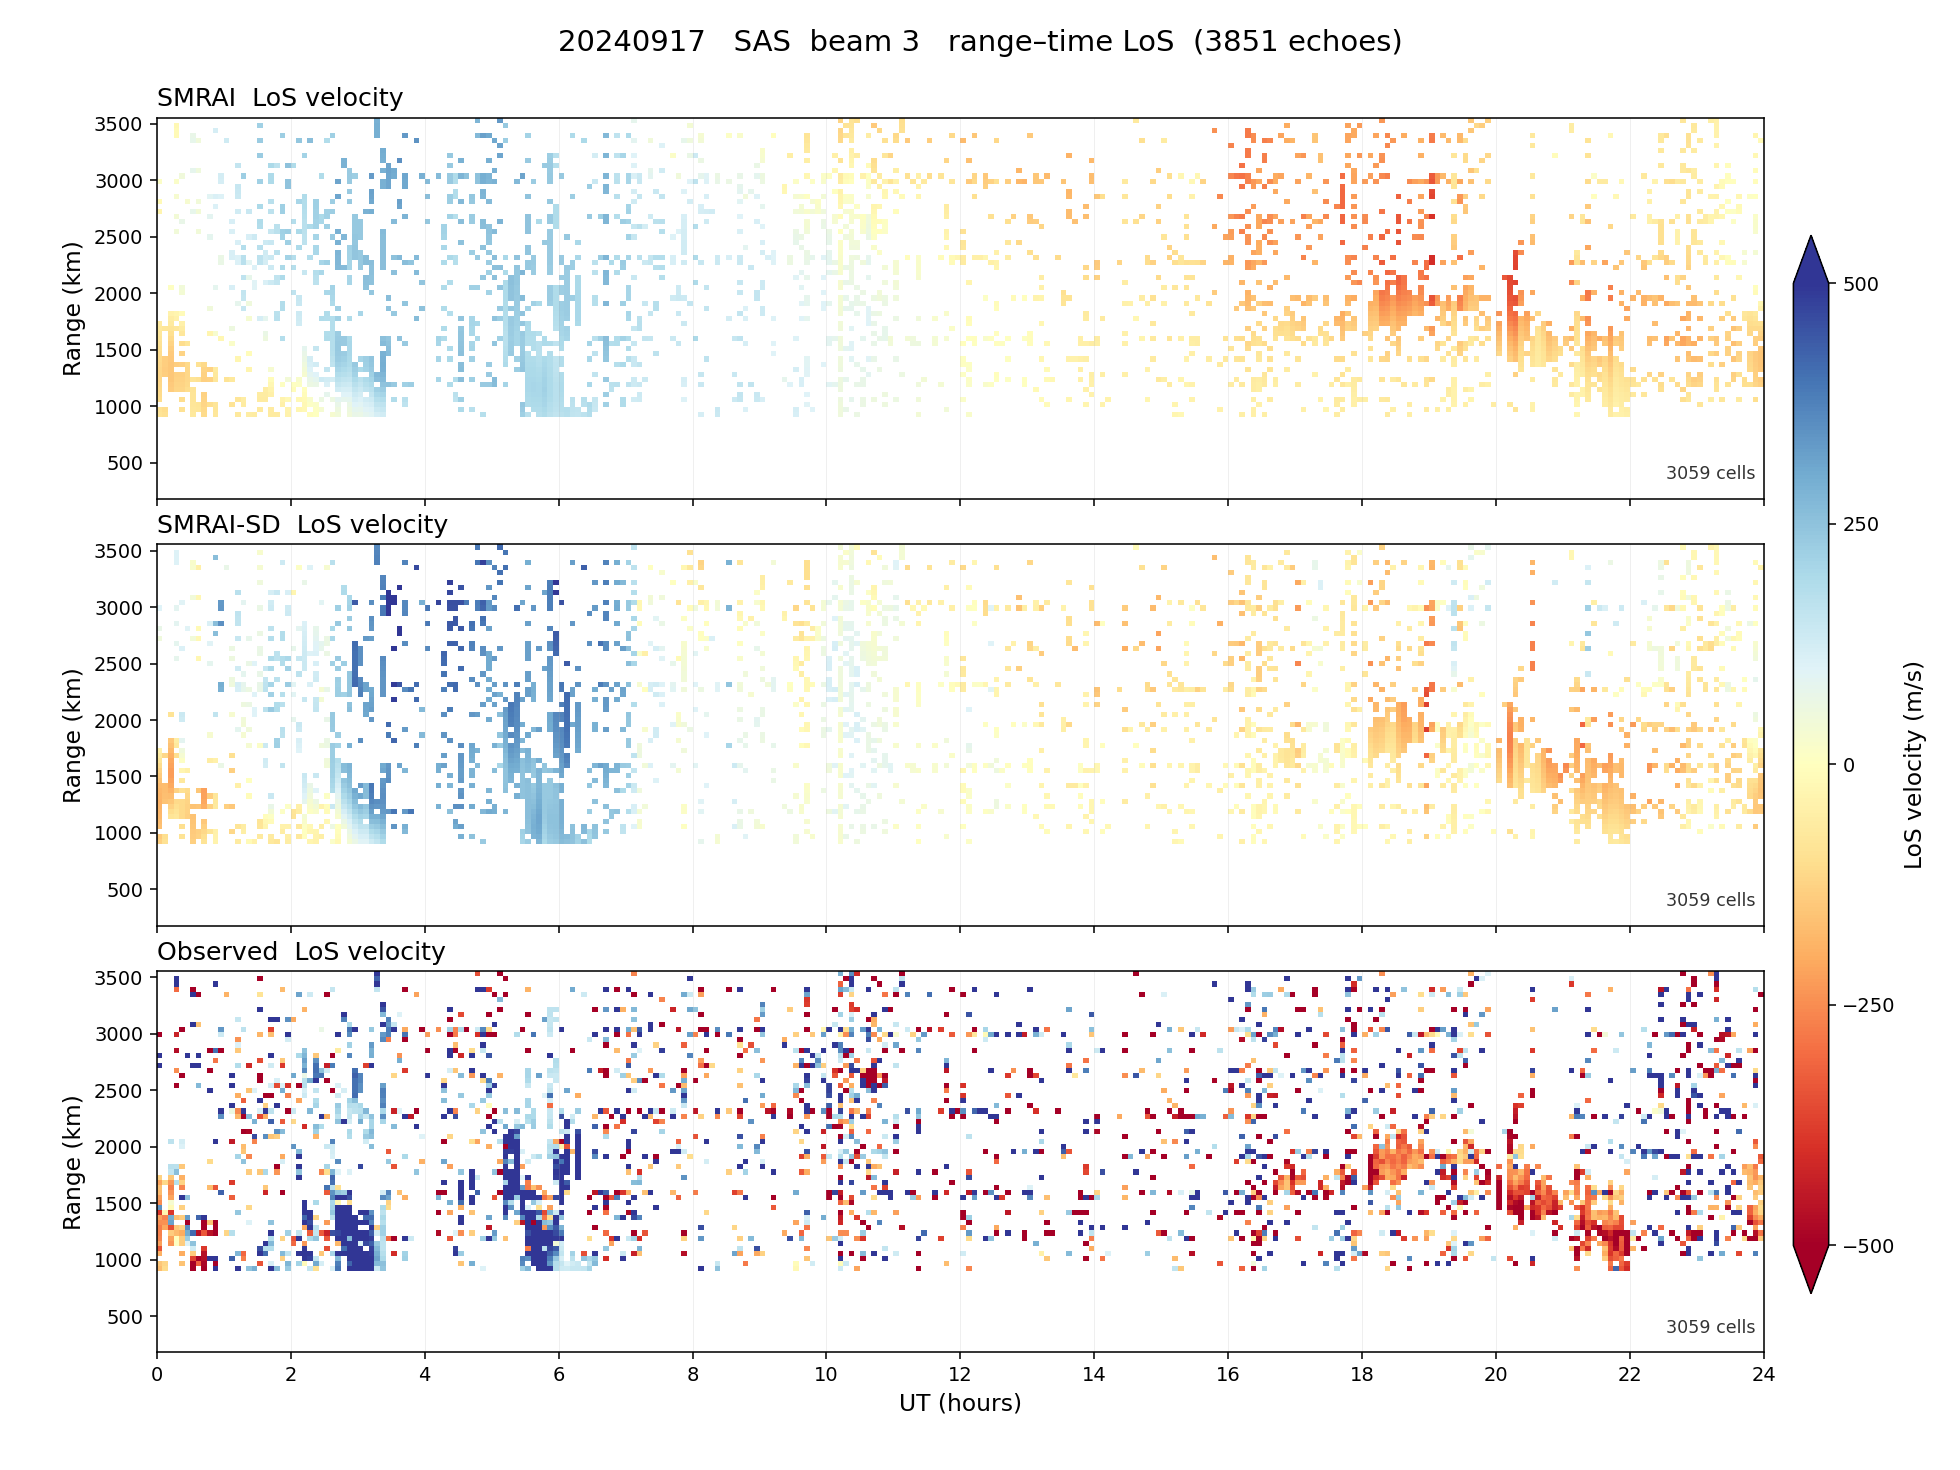 20240917   SAS  beam 3   range–time LoS  (3851 echoes)
SMRAI  LoS velocity
3500
3000
2500
2000
1500
1000
500
Range (km)
3059 cells
SMRAI-SD  LoS velocity
3500
3000
2500
2000
1500
1000
500
Range (km)
3059 cells
Observed  LoS velocity
3500
3000
2500
2000
1500
1000
500
Range (km)
3059 cells
0 2 4 6 8 10 12 14 16 18 20 22 24
UT (hours)
500
250
0
−250
−500
LoS velocity (m/s)